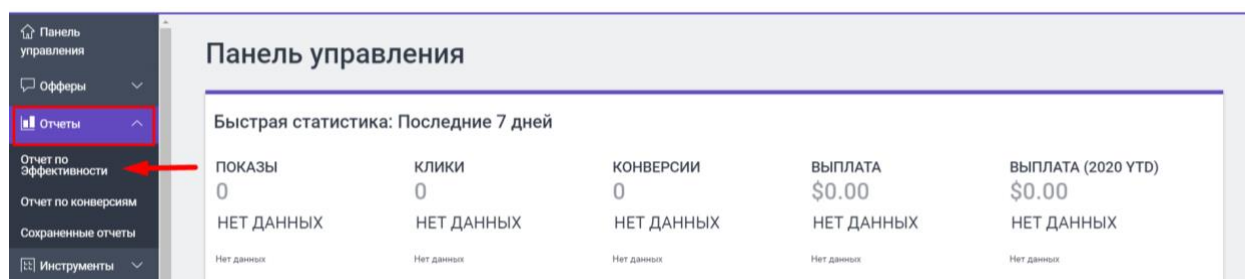 Панель
управления
Офферы
Отчеты
Отчет по
Эффективности
Отчет по конверсиям
Сохраненные отчеты
Инструменты
Панель управления
Быстрая статистика: Последние 7 дней
ПОКАЗЫ КЛИКИ КОНВЕРСИИ ВЫПЛАТА ВЫПЛАТА (2020 YTD)
0 0 0 $0.00 $0.00
НЕТ ДАННЫХ НЕТ ДАННЫХ НЕТ ДАННЫХ НЕТ ДАННЫХ НЕТ ДАННЫХ
Нет данных Нет данных Нет данных Нет данных Нет данных